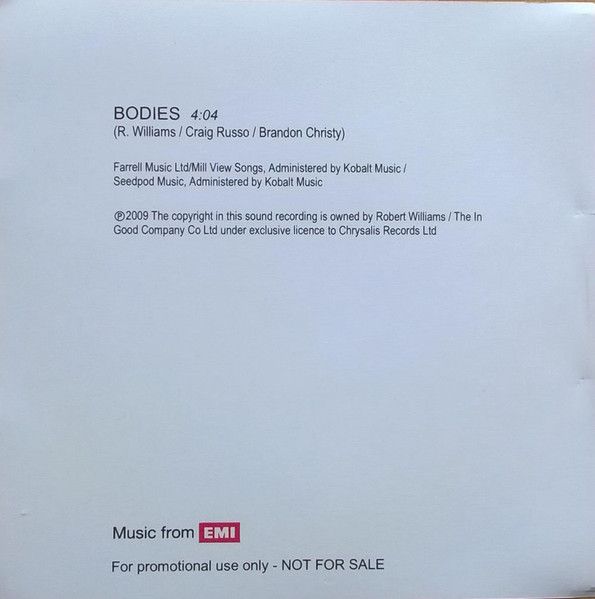 BODIES 4:04
(R. Williams / Craig Russo / Brandon Christy)
Farrell Music Ltd/Mill View Songs, Administered by Kobalt Music /
Seedpod Music, Administered by Kobalt Music
℗2009 The copyright in this sound recording is owned by Robert Williams / The In
Good Company Co Ltd under exclusive licence to Chrysalis Records Ltd
Music from EMI
For promotional use only - NOT FOR SALE